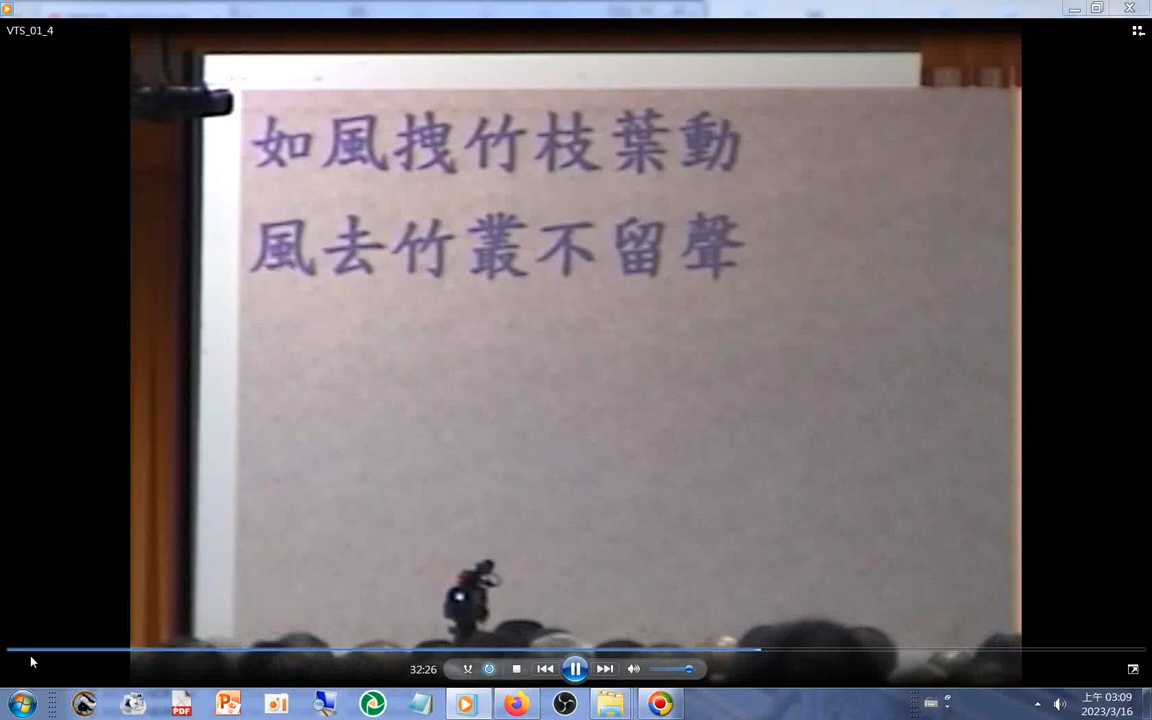 VTS_01_4
如風拽竹枝葉動
風去竹叢不留聲
32:26
PDF
上午 03:09
2023/3/16